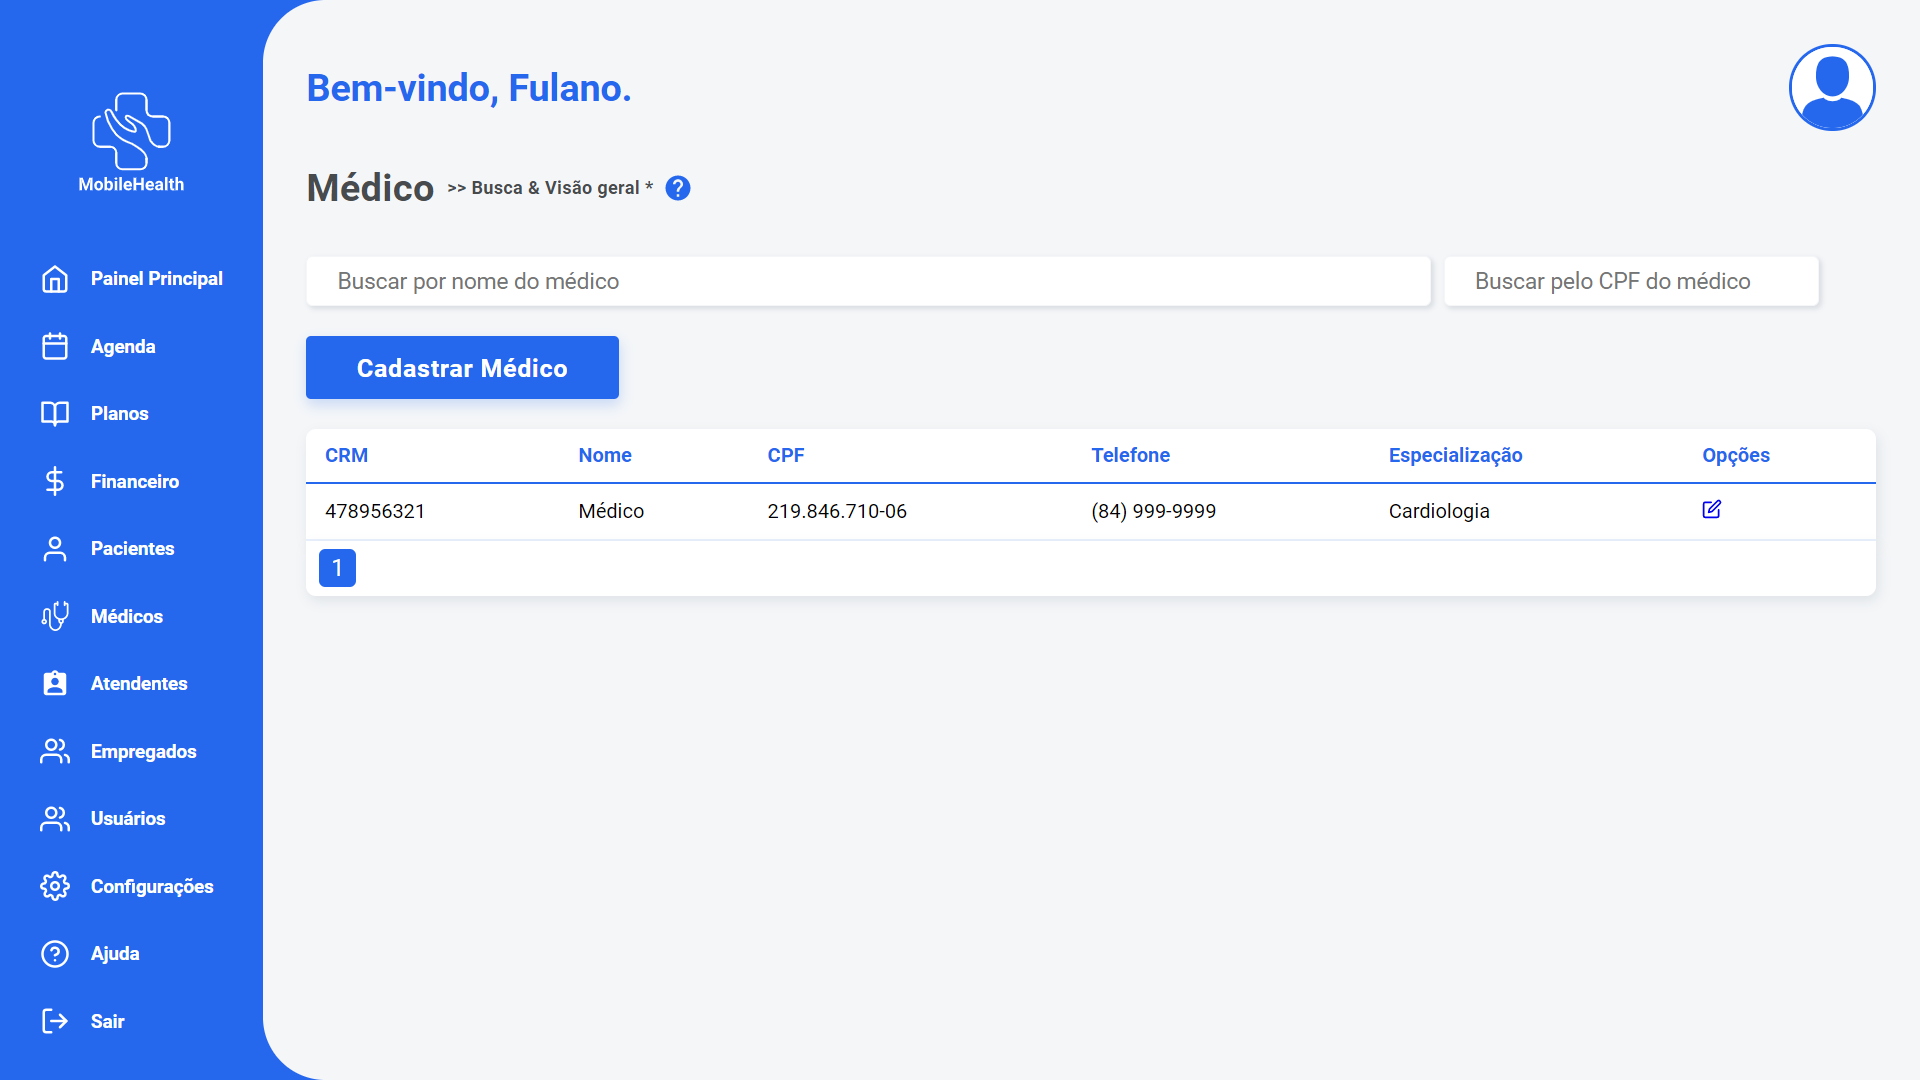 MobileHealth
Painel Principal
Agenda
Planos
Financeiro
Pacientes
Médicos
Atendentes
Empregados
Usuários
Configurações
Ajuda
Sair
Bem-vindo, Fulano.
Médico >> Busca & Visão geral * ?
Buscar por nome do médico Buscar pelo CPF do médico
Cadastrar Médico
CRM Nome CPF Telefone Especialização Opções
478956321 Médico 219.846.710-06 (84) 999-9999 Cardiologia
1